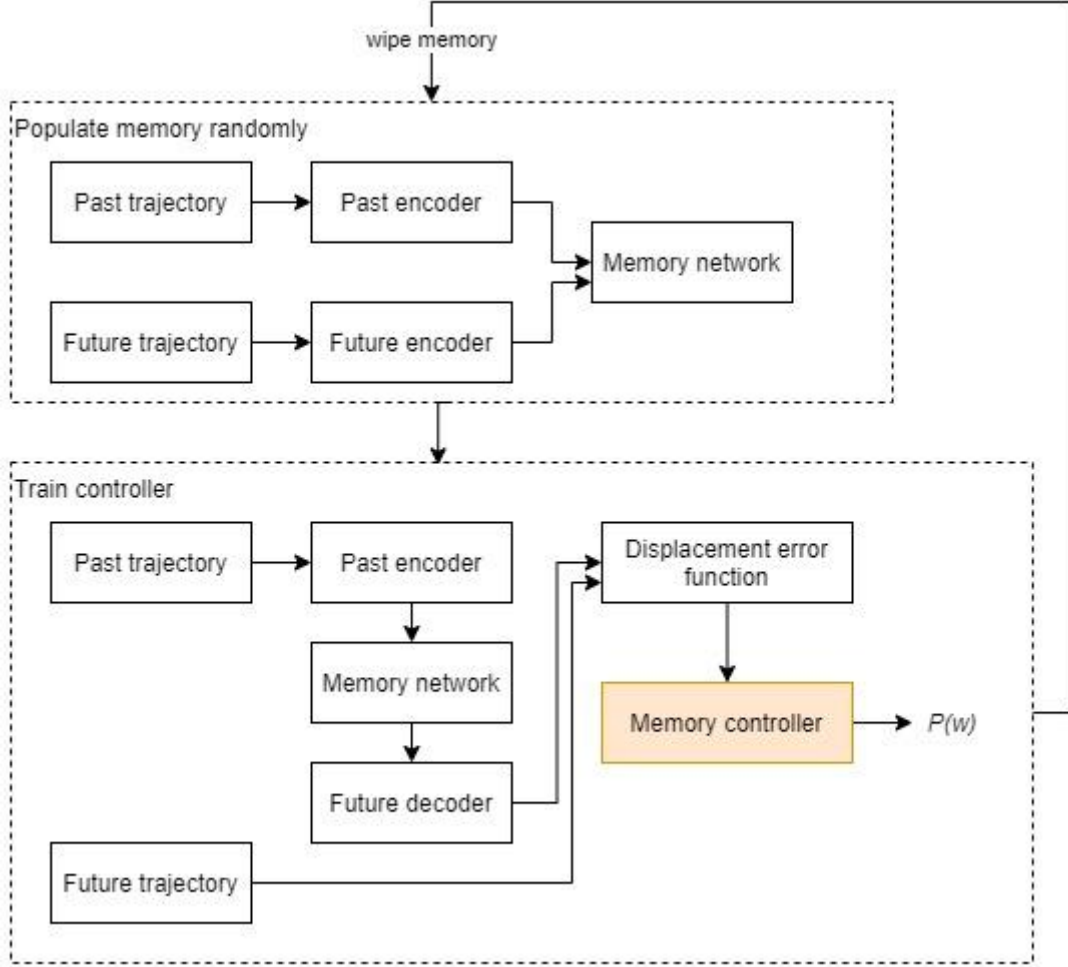 wipe memory
Populate memory randomly
Past trajectory
Past encoder
Memory network
Future trajectory
Future encoder
Train controller
Past trajectory
Past encoder
Displacement error
function
Memory network
Memory controller
P(w)
Future decoder
Future trajectory